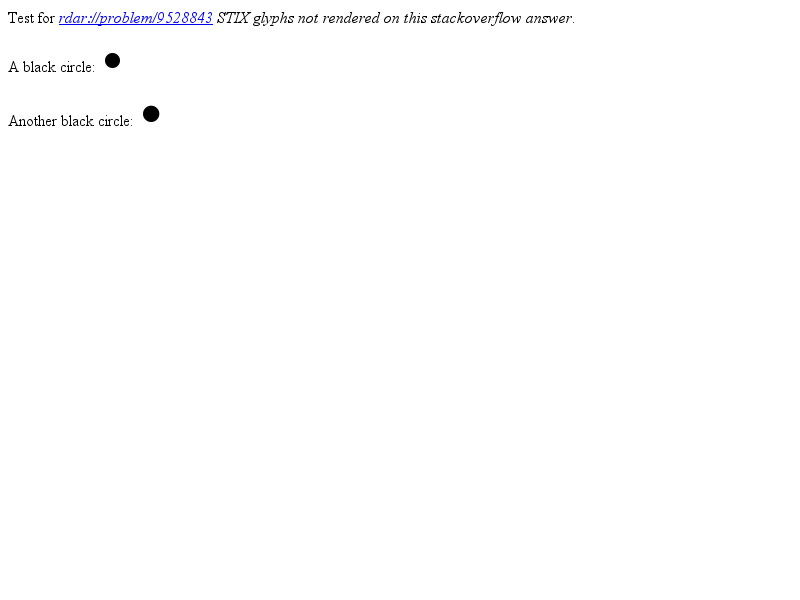 Test for rdar://problem/9528843 STIX glyphs not rendered on this stackoverflow answer.
A black circle: ●
Another black circle: ●